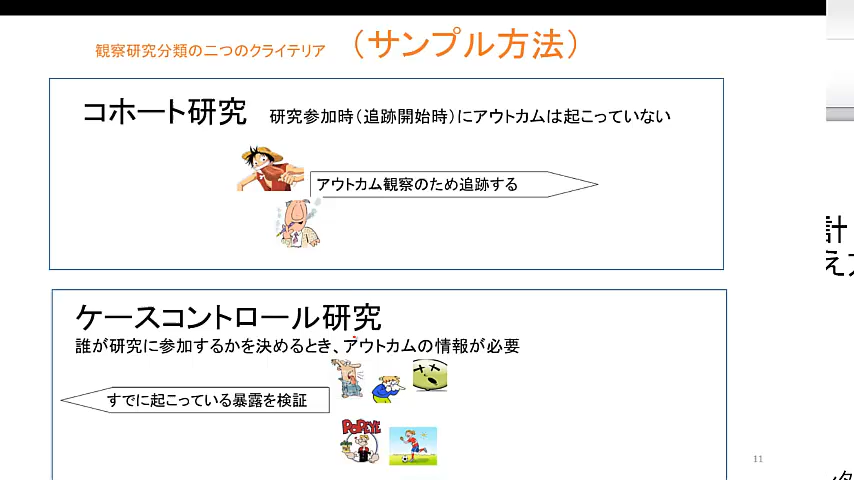 観察研究分類の二つのクライテリア （サンプル方法）
コホート研究 研究参加時（追跡開始時）にアウトカムは起こっていない
アウトカム観察のため追跡する
ケースコントロール研究
誰が研究に参加するかを決めるとき、アウトカムの情報が必要
すでに起こっている暴露を検証
POPEYE
11
計
え方